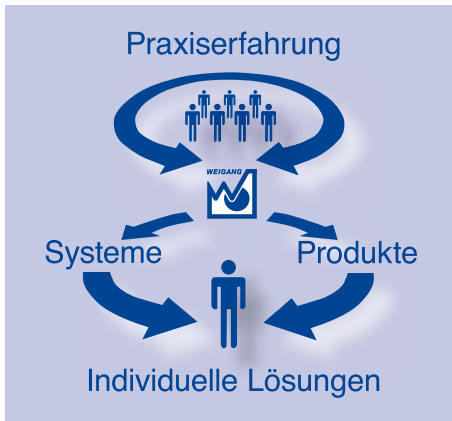 Praxiserfahrung
WEIGANG
Systeme
Produkte
Individuelle Lösungen